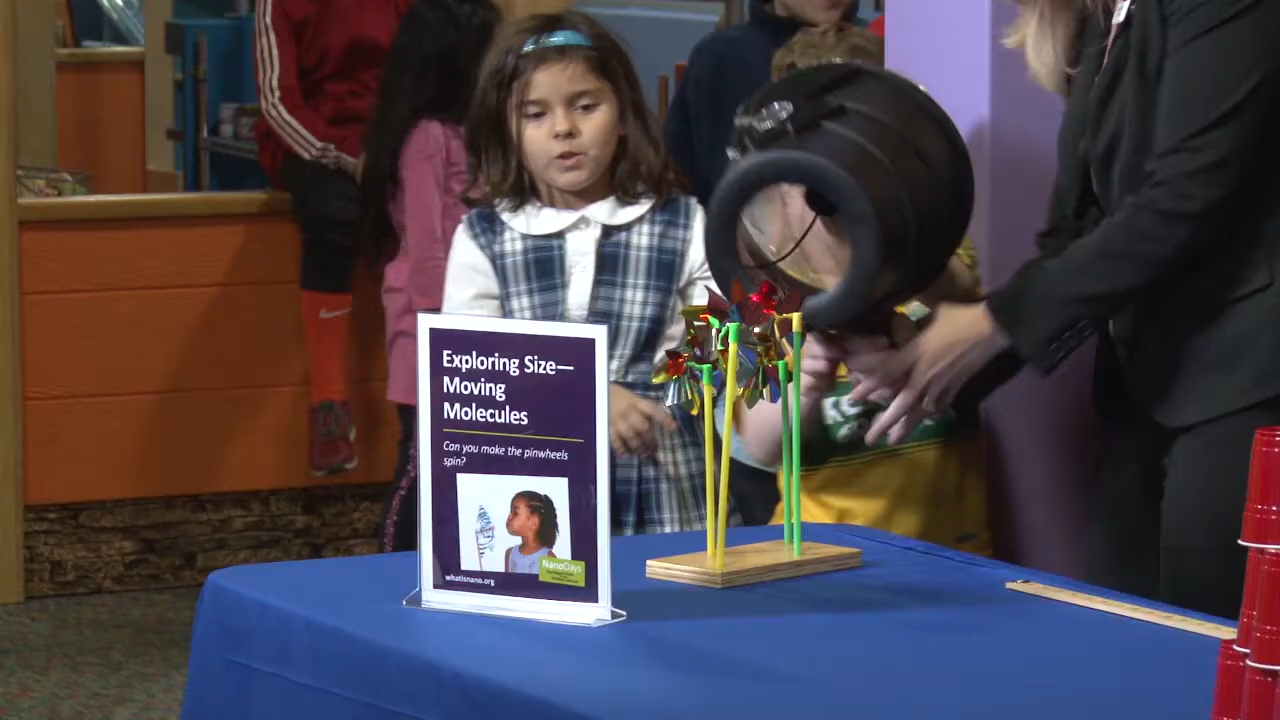 Exploring Size—
Moving
Molecules
Can you make the pinwheels
spin?
NanoDays
whatisnano.org